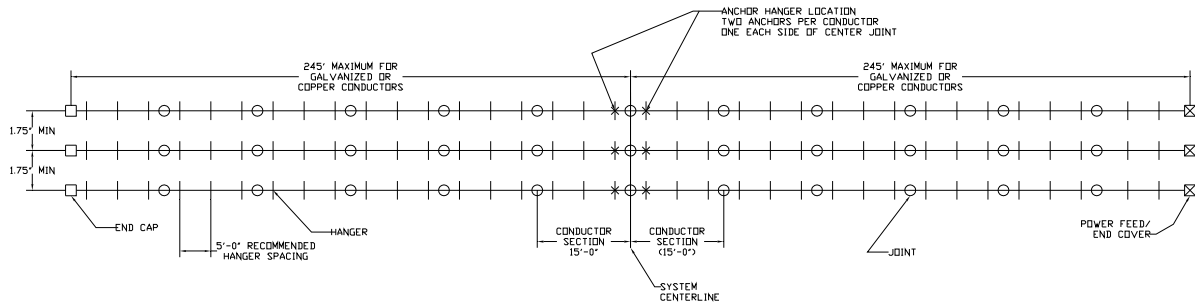 ANCHOR HANGER LOCATION
TWO ANCHORS PER CONDUCTOR
ONE EACH SIDE OF CENTER JOINT
245' MAXIMUM FOR
GALVANIZED OR
COPPER CONDUCTORS
245' MAXIMUM FOR
GALVANIZED OR
COPPER CONDUCTORS
1.75" MIN
1.75" MIN
END CAP
HANGER
5'-0" RECOMMENDED
HANGER SPACING
CONDUCTOR
SECTION
15'-0"
CONDUCTOR
SECTION
(15'-0")
JOINT
POWER FEED/
END COVER
SYSTEM
CENTERLINE